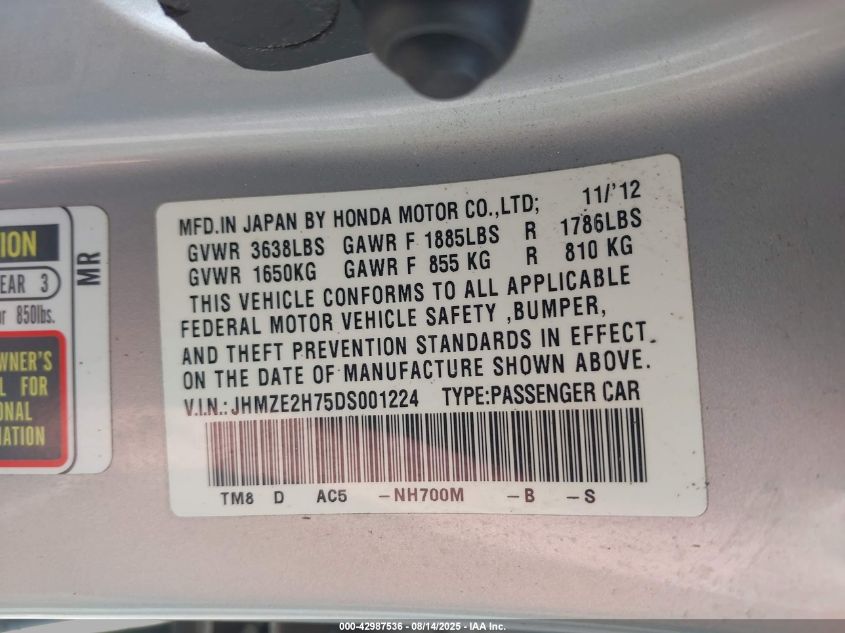 TION
EAR 3
or 850lbs.
WNER'S
L FOR
ONAL
MATION
MR
MFD.IN JAPAN BY HONDA MOTOR CO.,LTD; 11/'12
GVWR 3638LBS GAWR F 1885LBS R 1786LBS
GVWR 1650KG GAWR F 855 KG R 810 KG
THIS VEHICLE CONFORMS TO ALL APPLICABLE
FEDERAL MOTOR VEHICLE SAFETY ,BUMPER,
AND THEFT PREVENTION STANDARDS IN EFFECT.
ON THE DATE OF MANUFACTURE SHOWN ABOVE.
V.I.N.: JHMZE2H75DS001224 TYPE:PASSENGER CAR
TM8 D AC5 -NH700M -B -S
000-42987536 - 08/14/2025 - IAA Inc.